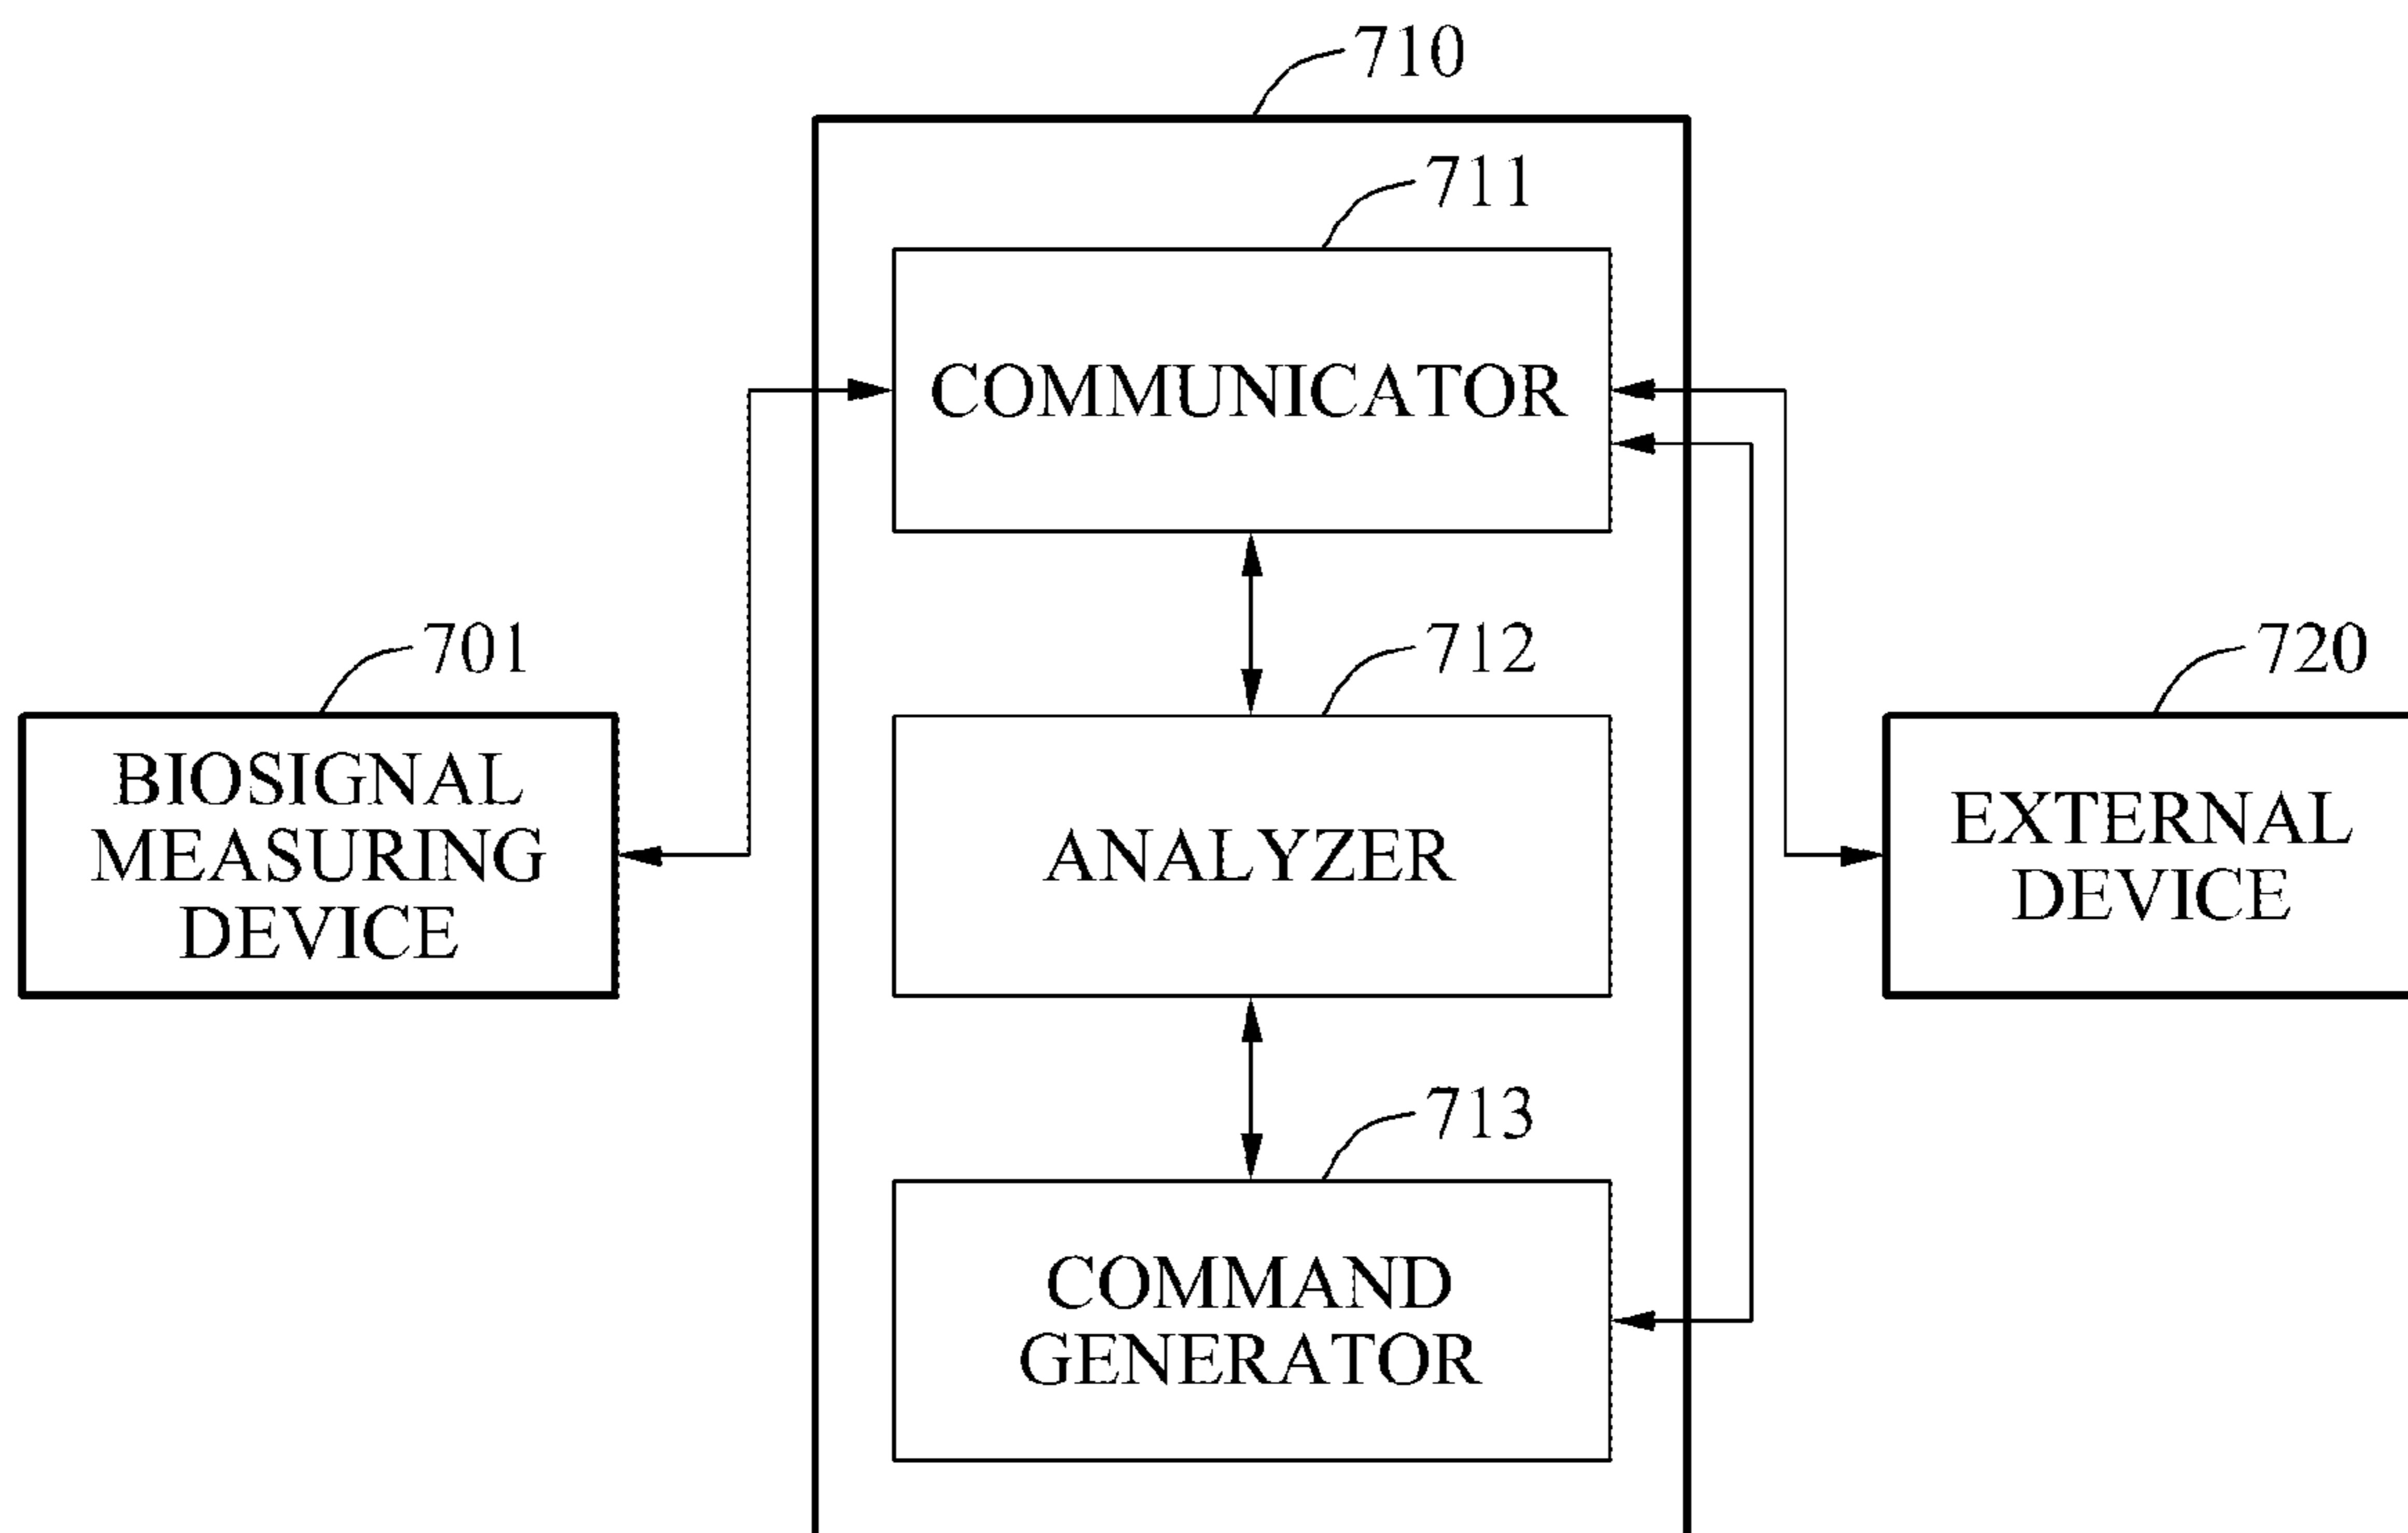 710
711
COMMUNICATOR
701
712
720
BIOSIGNAL
MEASURING
DEVICE
ANALYZER
EXTERNAL
DEVICE
713
COMMAND
GENERATOR